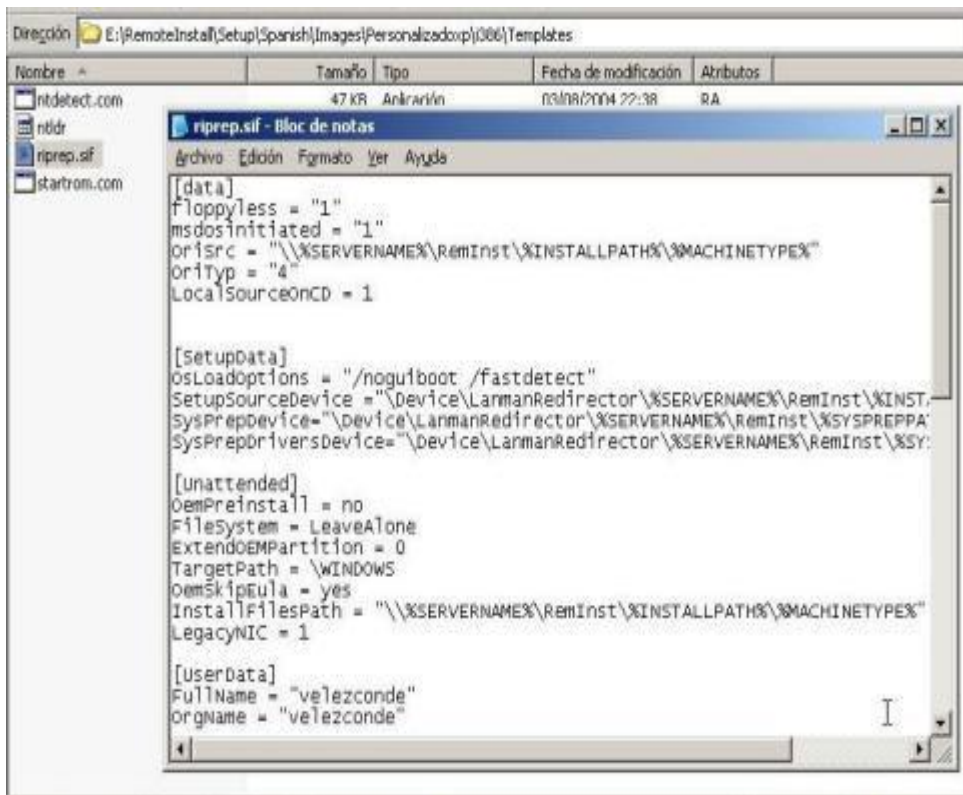 Dirección E:\RemoteInstall\Setup\Spanish\Images\Personalizadoxp\i386\Templates
Nombre Tamaño Tipo Fecha de modificación Atributos
ntdetect.com 47 KB Aplicación 03/08/2004 22:38 RA
ntldr
riprep.sif
startrom.com
riprep.sif - Bloc de notas
Archivo Edición Formato Ver Ayuda
[data]
floppyless = "1"
msdosinitiated = "1"
OriSrc = "\\%SERVERNAME%\RemInst\%INSTALLPATH%\%MACHINETYPE%"
OriTyp = "4"
LocalSourceOnCD = 1
[SetupData]
OsLoadOptions = "/noguiboot /fastdetect"
SetupSourceDevice ="\Device\LanmanRedirector\%SERVERNAME%\RemInst\%INST
SysPrepDevice="\Device\LanmanRedirector\%SERVERNAME%\RemInst\%SYSPREPPA
SysPrepDriversDevice="\Device\LanmanRedirector\%SERVERNAME%\RemInst\%SY
[Unattended]
OemPreinstall = no
FileSystem = LeaveAlone
ExtendOEMPartition = 0
TargetPath = \WINDOWS
OemSkipEula = yes
InstallFilesPath = "\\%SERVERNAME%\RemInst\%INSTALLPATH%\%MACHINETYPE%"
LegacyNIC = 1
[UserData]
FullName = "velezconde"
OrgName = "velezconde"